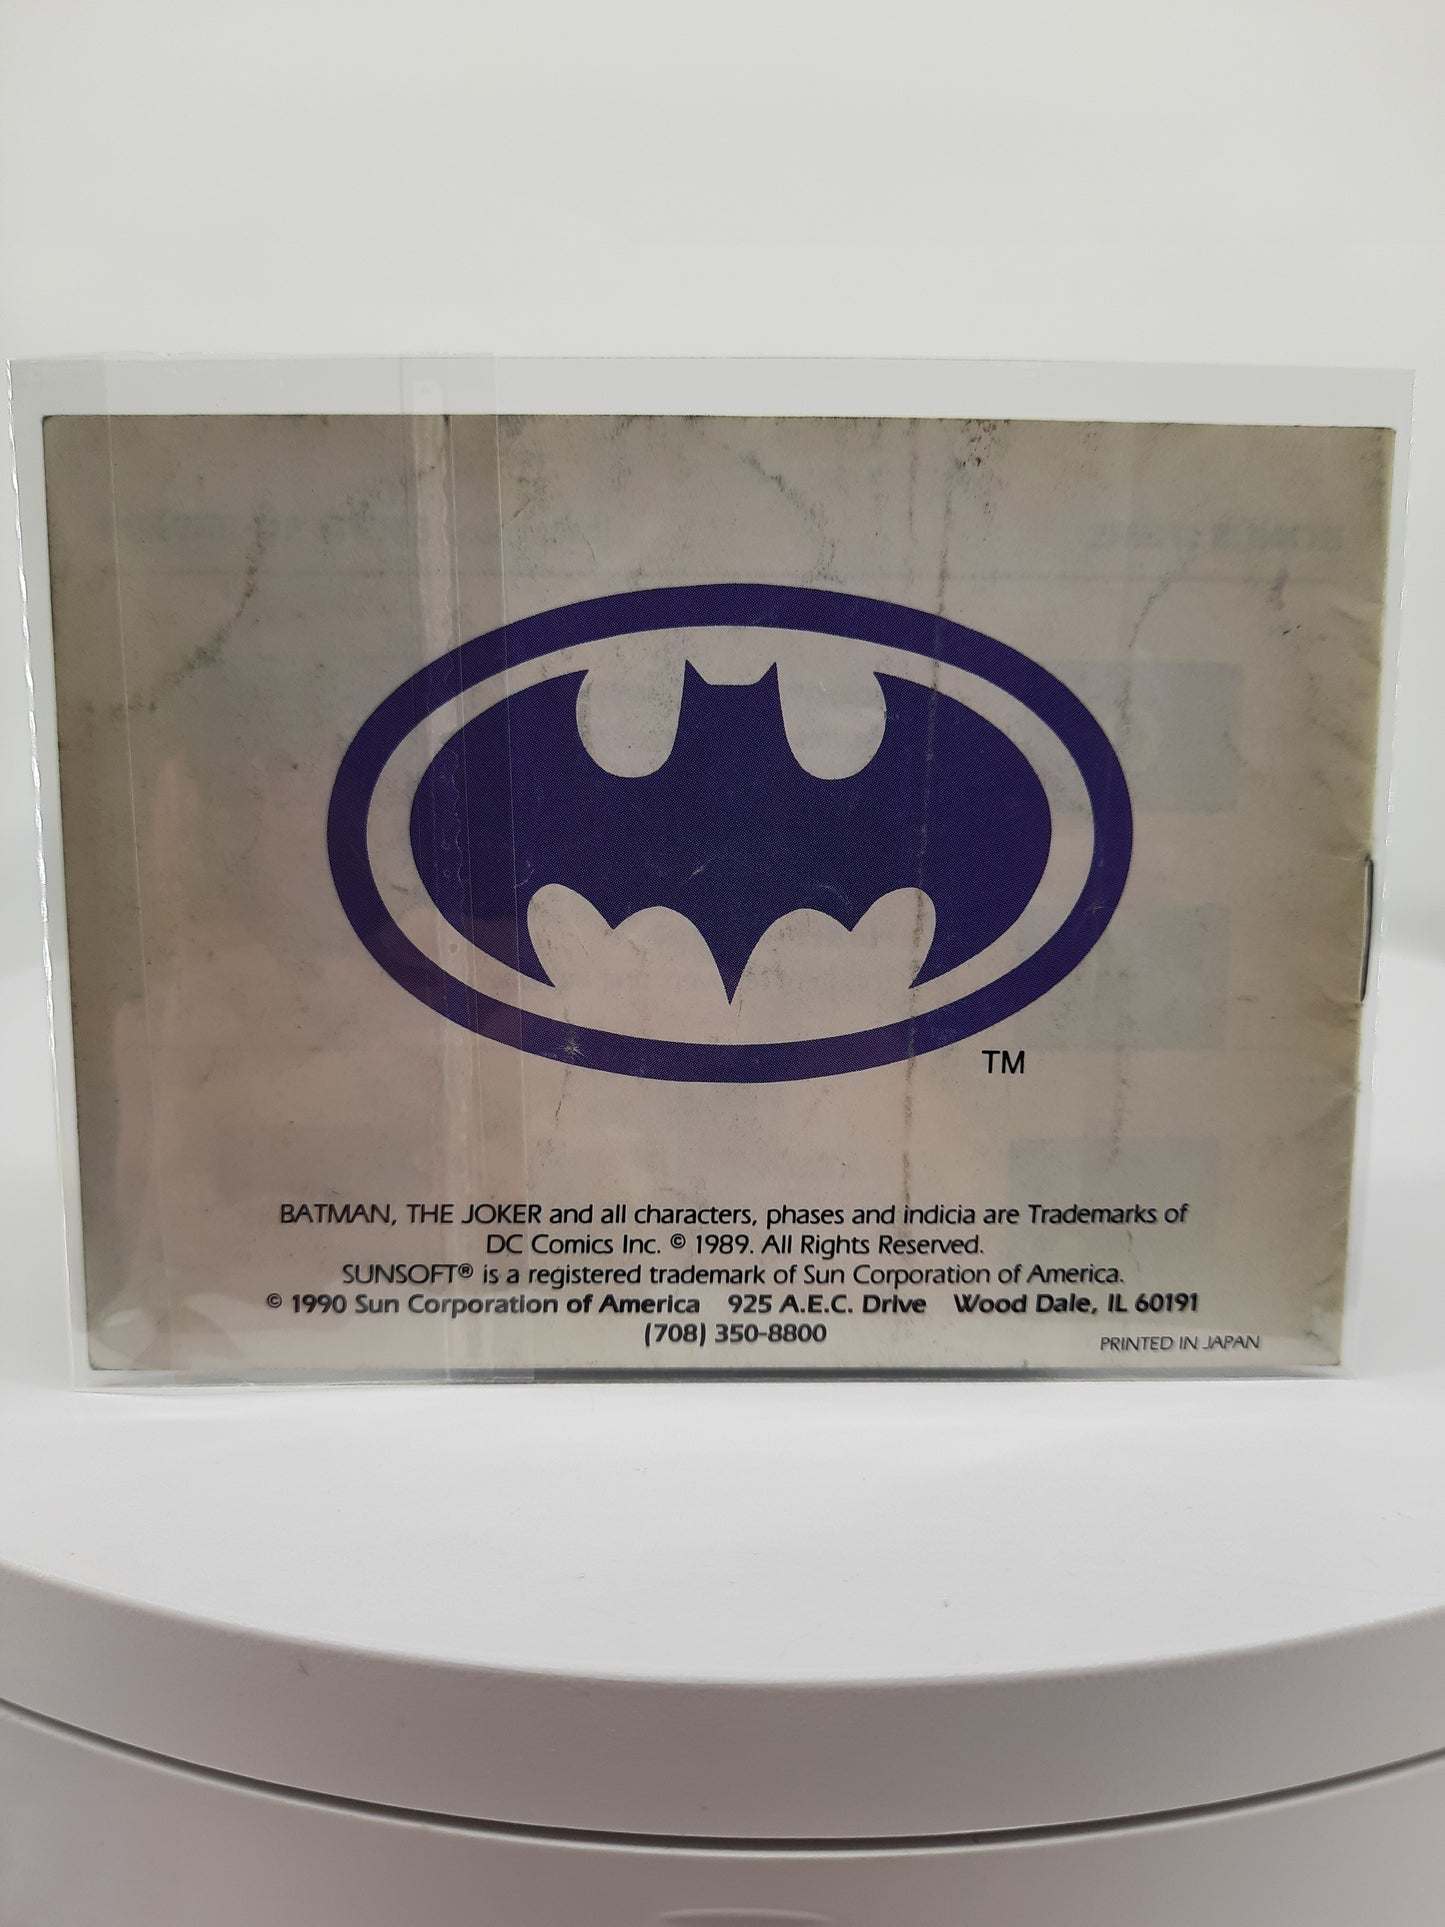 TM
BATMAN, THE JOKER and all characters, phases and indicia are Trademarks of
DC Comics Inc. © 1989. All Rights Reserved.
SUNSOFT® is a registered trademark of Sun Corporation of America.
© 1990 Sun Corporation of America 925 A.E.C. Drive Wood Dale, IL 60191
(708) 350-8800
PRINTED IN JAPAN